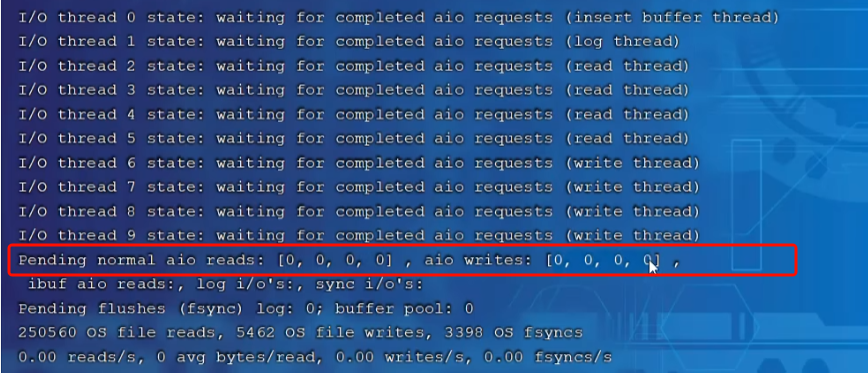 I/O thread 0 state: waiting for completed aio requests (insert buffer thread)
I/O thread 1 state: waiting for completed aio requests (log thread)
I/O thread 2 state: waiting for completed aio requests (read thread)
I/O thread 3 state: waiting for completed aio requests (read thread)
I/O thread 4 state: waiting for completed aio requests (read thread)
I/O thread 5 state: waiting for completed aio requests (read thread)
I/O thread 6 state: waiting for completed aio requests (write thread)
I/O thread 7 state: waiting for completed aio requests (write thread)
I/O thread 8 state: waiting for completed aio requests (write thread)
I/O thread 9 state: waiting for completed aio requests (write thread)
Pending normal aio reads: [0, 0, 0, 0] , aio writes: [0, 0, 0, 0] ,
ibuf aio reads:, log i/o's:, sync i/o's:
Pending flushes (fsync) log: 0; buffer pool: 0
250560 OS file reads, 5462 OS file writes, 3398 OS fsyncs
0.00 reads/s, 0 avg bytes/read, 0.00 writes/s, 0.00 fsyncs/s